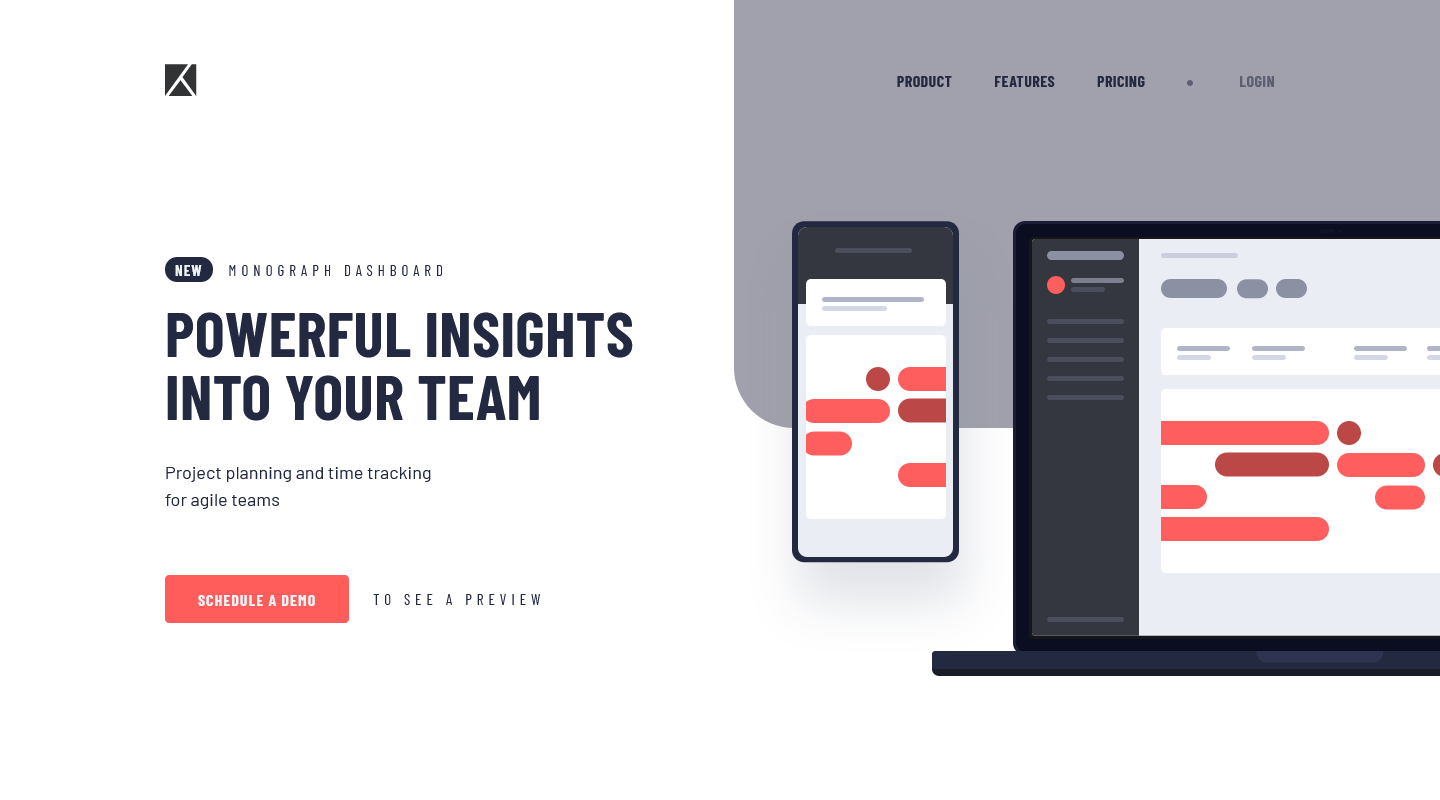 PRODUCT FEATURES PRICING • LOGIN
NEW MONOGRAPH DASHBOARD
POWERFUL INSIGHTS
INTO YOUR TEAM
Project planning and time tracking
for agile teams
SCHEDULE A DEMO TO SEE A PREVIEW